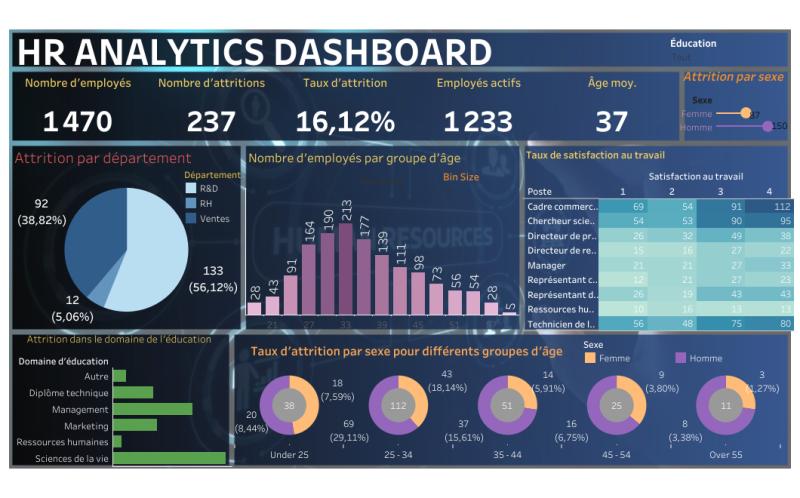 HR ANALYTICS DASHBOARD
Éducation
Tout
Nombre d'employés
Nombre d'attritions
Taux d'attrition
Employés actifs
Âge moy.
1 470
237
16,12%
1 233
37
Attrition par sexe
Sexe
Femme 87
Homme 150
Attrition par département
Département
R&D
RH
Ventes
92
(38,82%)
133
(56,12%)
12
(5,06%)
Nombre d'employés par groupe d'âge
Bin Size
28 43 91 164 190 213 177 139 111 98 73 56 54 28 5
21 27 33 39 45 51
Taux de satisfaction au travail
Satisfaction au travail
Poste 1 2 3 4
Cadre commerc.. 69 54 91 112
Chercheur scie.. 54 53 90 95
Directeur de pr.. 26 32 49 38
Directeur de re.. 15 16 27 22
Manager 21 21 27 33
Représentant c.. 12 21 27 23
Représentant d.. 26 19 43 43
Ressources hu.. 10 16 13 13
Technicien de l.. 56 48 75 80
Attrition dans le domaine de l'éducation
Domaine d'éducation
Autre
Diplôme technique
Management
Marketing
Ressources humaines
Sciences de la vie
Taux d'attrition par sexe pour différents groupes d'âge
Sexe
Femme
Homme
38
18
(7,59%)
20
(8,44%)
Under 25
112
43
(18,14%)
69
(29,11%)
25 - 34
51
14
(5,91%)
37
(15,61%)
35 - 44
25
9
(3,80%)
16
(6,75%)
45 - 54
11
3
(1,27%)
8
(3,38%)
Over 55